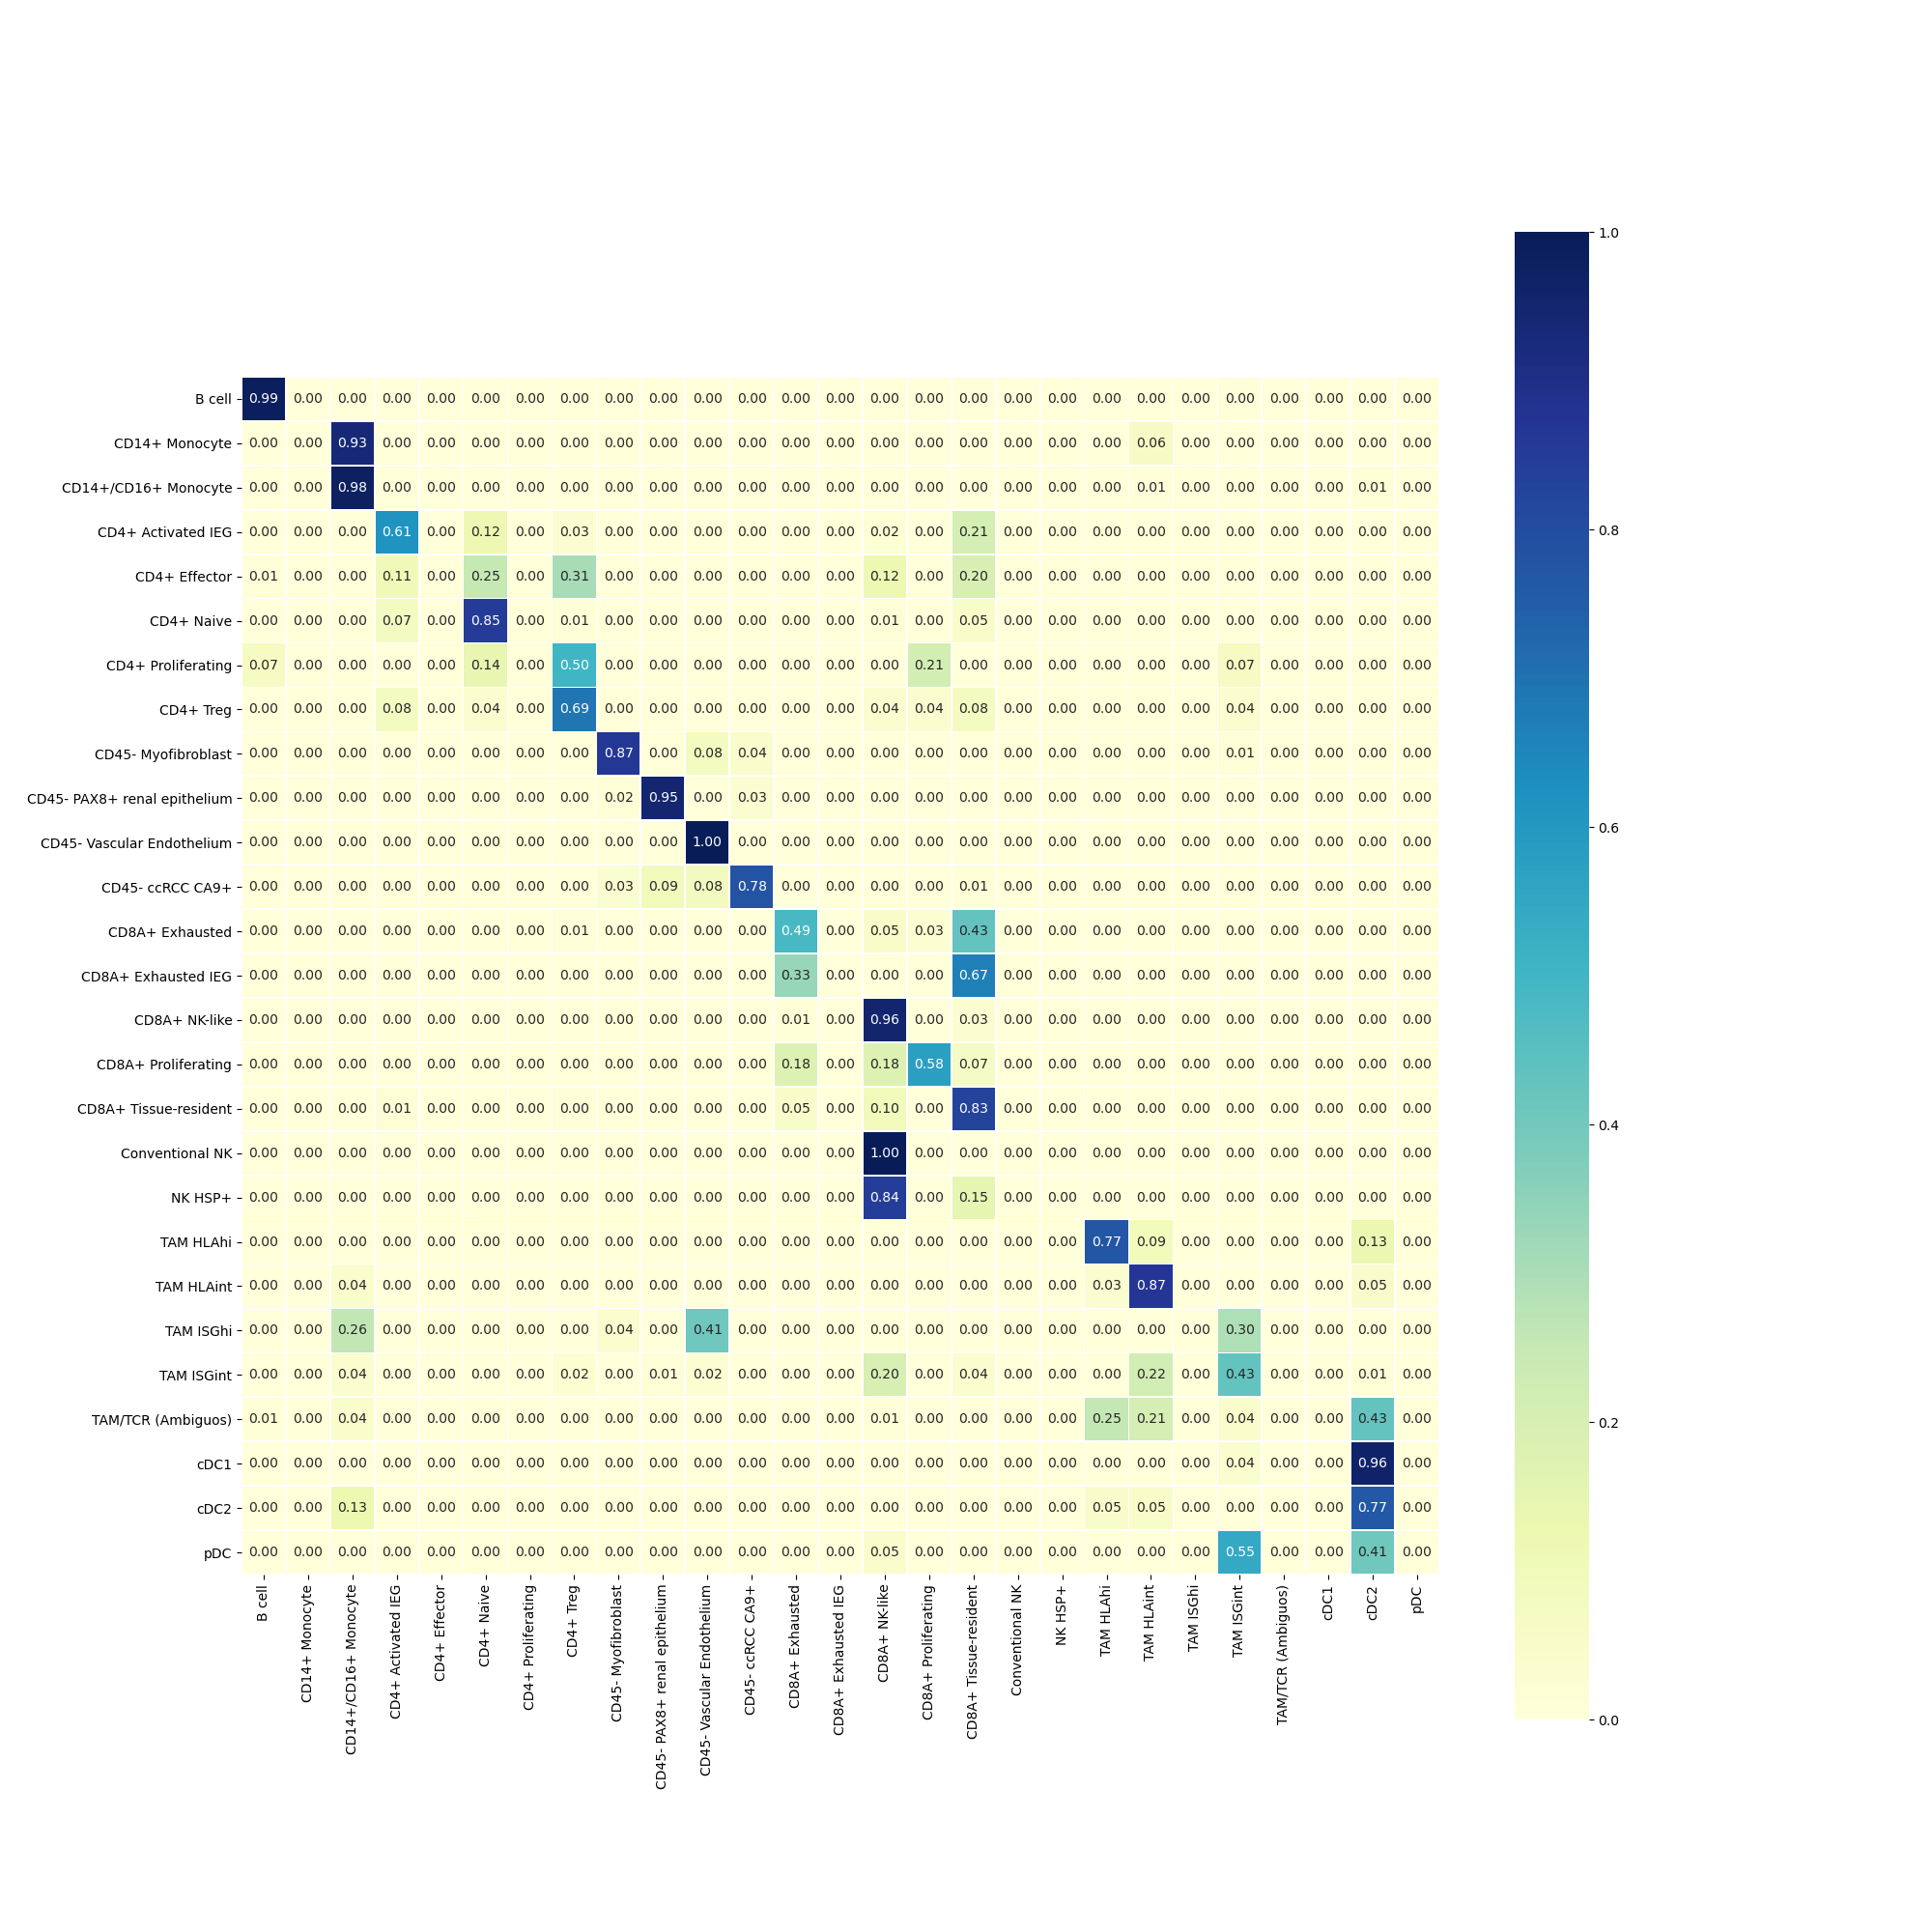 1.0
B cell 0.99 0.00 0.00 0.00 0.00 0.00 0.00 0.00 0.00 0.00 0.00 0.00 0.00 0.00 0.00 0.00 0.00 0.00 0.00 0.00 0.00 0.00 0.00 0.00 0.00 0.00 0.00
CD14+ Monocyte 0.00 0.00 0.93 0.00 0.00 0.00 0.00 0.00 0.00 0.00 0.00 0.00 0.00 0.00 0.00 0.00 0.00 0.00 0.00 0.00 0.06 0.00 0.00 0.00 0.00 0.00 0.00
CD14+/CD16+ Monocyte 0.00 0.00 0.98 0.00 0.00 0.00 0.00 0.00 0.00 0.00 0.00 0.00 0.00 0.00 0.00 0.00 0.00 0.00 0.00 0.00 0.01 0.00 0.00 0.00 0.00 0.01 0.00
0.8
CD4+ Activated IEG 0.00 0.00 0.00 0.61 0.00 0.12 0.00 0.03 0.00 0.00 0.00 0.00 0.00 0.00 0.02 0.00 0.21 0.00 0.00 0.00 0.00 0.00 0.00 0.00 0.00 0.00 0.00
CD4+ Effector 0.01 0.00 0.00 0.11 0.00 0.25 0.00 0.31 0.00 0.00 0.00 0.00 0.00 0.00 0.12 0.00 0.20 0.00 0.00 0.00 0.00 0.00 0.00 0.00 0.00 0.00 0.00
CD4+ Naive 0.00 0.00 0.00 0.07 0.00 0.85 0.00 0.01 0.00 0.00 0.00 0.00 0.00 0.00 0.01 0.00 0.05 0.00 0.00 0.00 0.00 0.00 0.00 0.00 0.00 0.00 0.00
CD4+ Proliferating 0.07 0.00 0.00 0.00 0.00 0.14 0.00 0.50 0.00 0.00 0.00 0.00 0.00 0.00 0.00 0.21 0.00 0.00 0.00 0.00 0.00 0.00 0.07 0.00 0.00 0.00 0.00
CD4+ Treg 0.00 0.00 0.00 0.08 0.00 0.04 0.00 0.69 0.00 0.00 0.00 0.00 0.00 0.00 0.04 0.04 0.08 0.00 0.00 0.00 0.00 0.00 0.04 0.00 0.00 0.00 0.00
CD45- Myofibroblast 0.00 0.00 0.00 0.00 0.00 0.00 0.00 0.00 0.87 0.00 0.08 0.04 0.00 0.00 0.00 0.00 0.00 0.00 0.00 0.00 0.00 0.00 0.01 0.00 0.00 0.00 0.00
CD45- PAX8+ renal epithelium 0.00 0.00 0.00 0.00 0.00 0.00 0.00 0.00 0.02 0.95 0.00 0.03 0.00 0.00 0.00 0.00 0.00 0.00 0.00 0.00 0.00 0.00 0.00 0.00 0.00 0.00 0.00
0.6
CD45- Vascular Endothelium 0.00 0.00 0.00 0.00 0.00 0.00 0.00 0.00 0.00 0.00 1.00 0.00 0.00 0.00 0.00 0.00 0.00 0.00 0.00 0.00 0.00 0.00 0.00 0.00 0.00 0.00 0.00
CD45- ccRCC CA9+ 0.00 0.00 0.00 0.00 0.00 0.00 0.00 0.00 0.03 0.09 0.08 0.78 0.00 0.00 0.00 0.00 0.01 0.00 0.00 0.00 0.00 0.00 0.00 0.00 0.00 0.00 0.00
CD8A+ Exhausted 0.00 0.00 0.00 0.00 0.00 0.00 0.00 0.01 0.00 0.00 0.00 0.00 0.49 0.00 0.05 0.03 0.43 0.00 0.00 0.00 0.00 0.00 0.00 0.00 0.00 0.00 0.00
CD8A+ Exhausted IEG 0.00 0.00 0.00 0.00 0.00 0.00 0.00 0.00 0.00 0.00 0.00 0.00 0.33 0.00 0.00 0.00 0.67 0.00 0.00 0.00 0.00 0.00 0.00 0.00 0.00 0.00 0.00
CD8A+ NK-like 0.00 0.00 0.00 0.00 0.00 0.00 0.00 0.00 0.00 0.00 0.00 0.00 0.01 0.00 0.96 0.00 0.03 0.00 0.00 0.00 0.00 0.00 0.00 0.00 0.00 0.00 0.00
CD8A+ Proliferating 0.00 0.00 0.00 0.00 0.00 0.00 0.00 0.00 0.00 0.00 0.00 0.00 0.18 0.00 0.18 0.58 0.07 0.00 0.00 0.00 0.00 0.00 0.00 0.00 0.00 0.00 0.00
CD8A+ Tissue-resident 0.00 0.00 0.00 0.01 0.00 0.00 0.00 0.00 0.00 0.00 0.00 0.00 0.05 0.00 0.10 0.00 0.83 0.00 0.00 0.00 0.00 0.00 0.00 0.00 0.00 0.00 0.00
0.4
Conventional NK 0.00 0.00 0.00 0.00 0.00 0.00 0.00 0.00 0.00 0.00 0.00 0.00 0.00 0.00 1.00 0.00 0.00 0.00 0.00 0.00 0.00 0.00 0.00 0.00 0.00 0.00 0.00
NK HSP+ 0.00 0.00 0.00 0.00 0.00 0.00 0.00 0.00 0.00 0.00 0.00 0.00 0.00 0.00 0.84 0.00 0.15 0.00 0.00 0.00 0.00 0.00 0.00 0.00 0.00 0.00 0.00
TAM HLAhi 0.00 0.00 0.00 0.00 0.00 0.00 0.00 0.00 0.00 0.00 0.00 0.00 0.00 0.00 0.00 0.00 0.00 0.00 0.00 0.77 0.09 0.00 0.00 0.00 0.00 0.13 0.00
TAM HLAint 0.00 0.00 0.04 0.00 0.00 0.00 0.00 0.00 0.00 0.00 0.00 0.00 0.00 0.00 0.00 0.00 0.00 0.00 0.00 0.03 0.87 0.00 0.00 0.00 0.00 0.05 0.00
TAM ISGhi 0.00 0.00 0.26 0.00 0.00 0.00 0.00 0.00 0.04 0.00 0.41 0.00 0.00 0.00 0.00 0.00 0.00 0.00 0.00 0.00 0.00 0.00 0.30 0.00 0.00 0.00 0.00
TAM ISGint 0.00 0.00 0.04 0.00 0.00 0.00 0.00 0.02 0.00 0.01 0.02 0.00 0.00 0.00 0.20 0.00 0.04 0.00 0.00 0.00 0.22 0.00 0.43 0.00 0.00 0.01 0.00
TAM/TCR (Ambiguos) 0.01 0.00 0.04 0.00 0.00 0.00 0.00 0.00 0.00 0.00 0.00 0.00 0.00 0.00 0.01 0.00 0.00 0.00 0.00 0.25 0.21 0.00 0.04 0.00 0.00 0.43 0.00
0.2
cDC1 0.00 0.00 0.00 0.00 0.00 0.00 0.00 0.00 0.00 0.00 0.00 0.00 0.00 0.00 0.00 0.00 0.00 0.00 0.00 0.00 0.00 0.00 0.04 0.00 0.00 0.96 0.00
cDC2 0.00 0.00 0.13 0.00 0.00 0.00 0.00 0.00 0.00 0.00 0.00 0.00 0.00 0.00 0.00 0.00 0.00 0.00 0.00 0.05 0.05 0.00 0.00 0.00 0.00 0.77 0.00
pDC 0.00 0.00 0.00 0.00 0.00 0.00 0.00 0.00 0.00 0.00 0.00 0.00 0.00 0.00 0.05 0.00 0.00 0.00 0.00 0.00 0.00 0.00 0.55 0.00 0.00 0.41 0.00
0.0
B cell
CD14+ Monocyte
CD14+/CD16+ Monocyte
CD4+ Activated IEG
CD4+ Effector
CD4+ Naive
CD4+ Proliferating
CD4+ Treg
CD45- Myofibroblast
CD45- PAX8+ renal epithelium
CD45- Vascular Endothelium
CD45- ccRCC CA9+
CD8A+ Exhausted
CD8A+ Exhausted IEG
CD8A+ NK-like
CD8A+ Proliferating
CD8A+ Tissue-resident
Conventional NK
NK HSP+
TAM HLAhi
TAM HLAint
TAM ISGhi
TAM ISGint
TAM/TCR (Ambiguos)
cDC1
cDC2
pDC